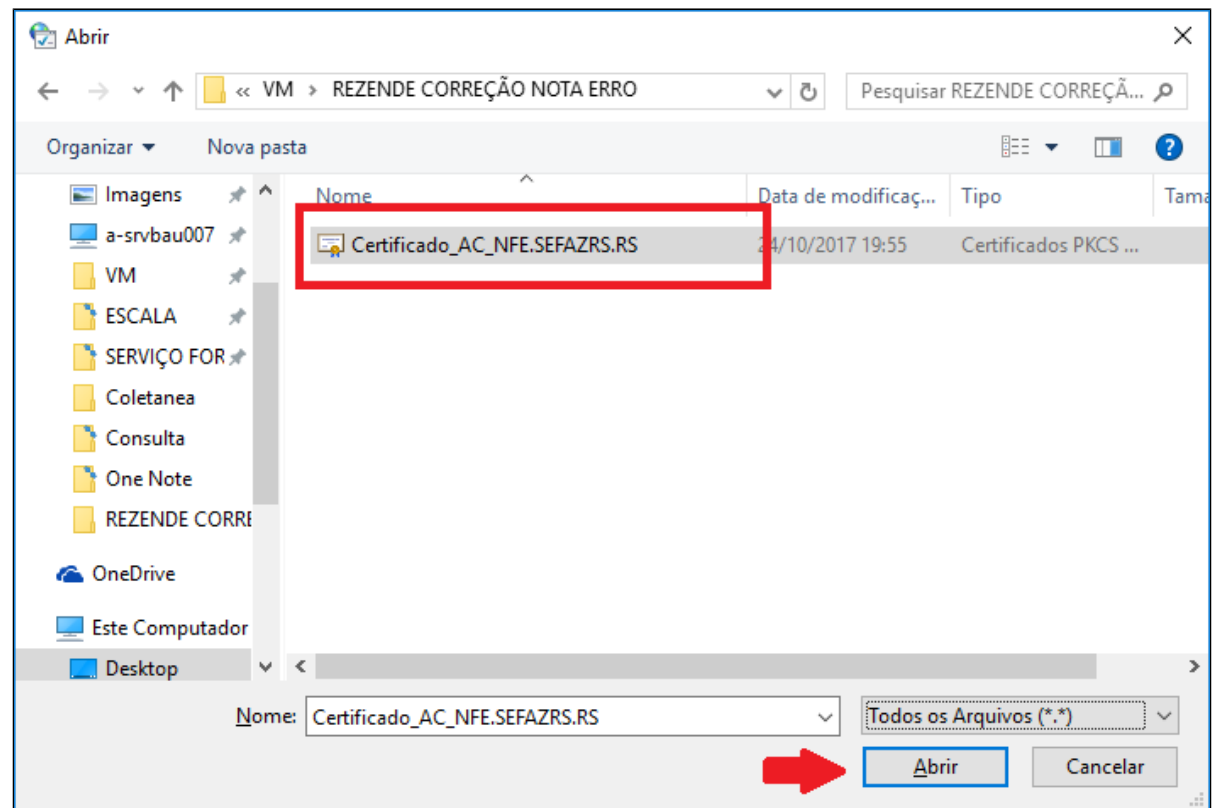 Abrir
« VM > REZENDE CORREÇÃO NOTA ERRO Pesquisar REZENDE CORREÇÃ...
Organizar Nova pasta
Nome Data de modificaç... Tipo Tama
Imagens
a-srvbau007
VM
ESCALA
SERVIÇO FOR
Coletanea
Consulta
One Note
REZENDE CORRE
OneDrive
Este Computador
Desktop
Certificado_AC_NFE.SEFAZRS.RS 24/10/2017 19:55 Certificados PKCS ...
Nome: Certificado_AC_NFE.SEFAZRS.RS Todos os Arquivos (*.*)
Abrir Cancelar